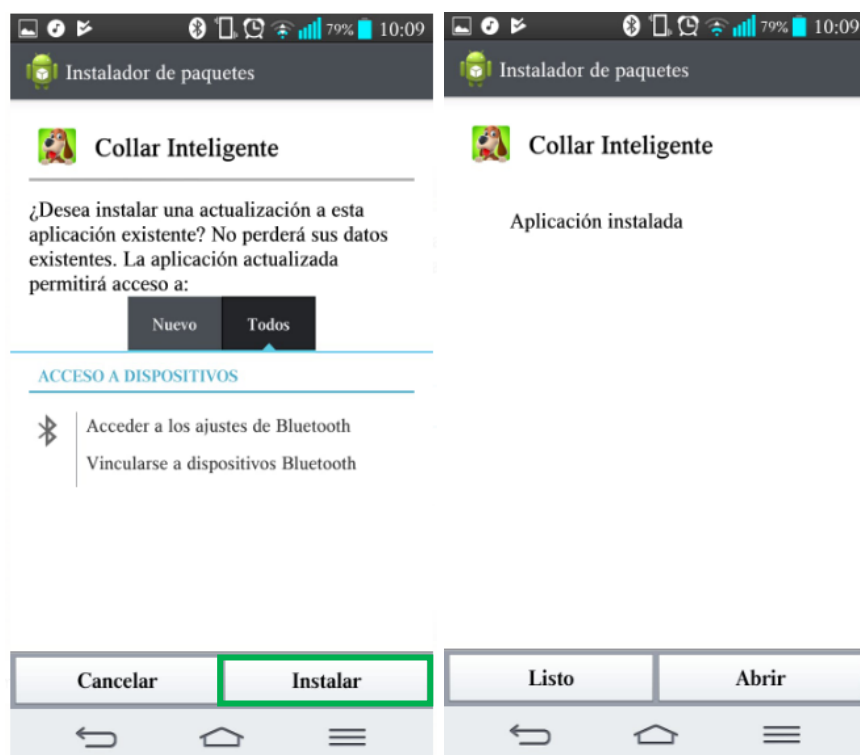 79% 10:09
Instalador de paquetes
Collar Inteligente
¿Desea instalar una actualización a esta
aplicación existente? No perderá sus datos
existentes. La aplicación actualizada
permitirá acceso a:
Nuevo Todos
ACCESO A DISPOSITIVOS
Acceder a los ajustes de Bluetooth
Vincularse a dispositivos Bluetooth
Cancelar Instalar
79% 10:09
Instalador de paquetes
Collar Inteligente
Aplicación instalada
Listo Abrir